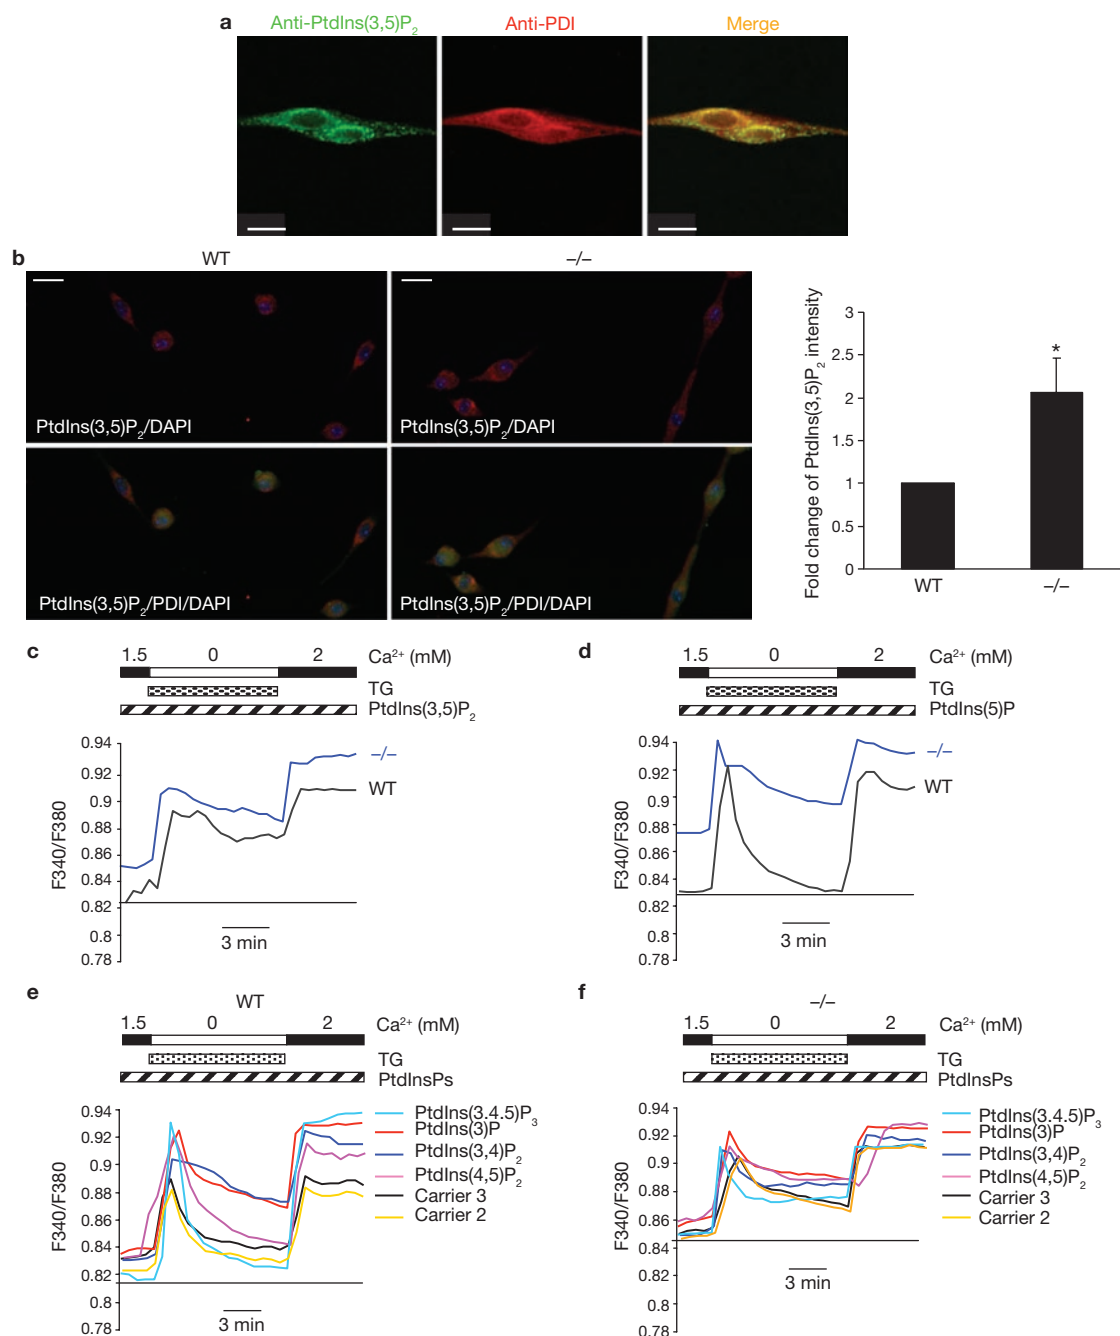 a
Anti-PtdIns(3,5)P2
Anti-PDI
Merge
b
WT
–/–
PtdIns(3,5)P2/DAPI
PtdIns(3,5)P2/DAPI
PtdIns(3,5)P2/PDI/DAPI
PtdIns(3,5)P2/PDI/DAPI
Fold change of PtdIns(3,5)P2 intensity
3
2.5
2
1.5
1
0.5
0
*
WT
–/–
c
1.5 0 2 Ca2+ (mM)
TG
PtdIns(3,5)P2
F340/F380
0.94
0.92
0.9
0.88
0.86
0.84
0.82
0.8
0.78
–/–
WT
3 min
d
1.5 0 2 Ca2+ (mM)
TG
PtdIns(5)P
F340/F380
0.94
0.92
0.9
0.88
0.86
0.84
0.82
0.8
0.78
–/–
WT
3 min
e
WT
1.5 0 2 Ca2+ (mM)
TG
PtdInsPs
F340/F380
0.94
0.92
0.9
0.88
0.86
0.84
0.82
0.8
0.78
PtdIns(3.4.5)P3
PtdIns(3)P
PtdIns(3,4)P2
PtdIns(4,5)P2
Carrier 3
Carrier 2
3 min
f
–/–
1.5 0 2 Ca2+ (mM)
TG
PtdInsPs
F340/F380
0.94
0.92
0.9
0.88
0.86
0.84
0.82
0.8
0.78
PtdIns(3.4.5)P3
PtdIns(3)P
PtdIns(3,4)P2
PtdIns(4,5)P2
Carrier 3
Carrier 2
3 min